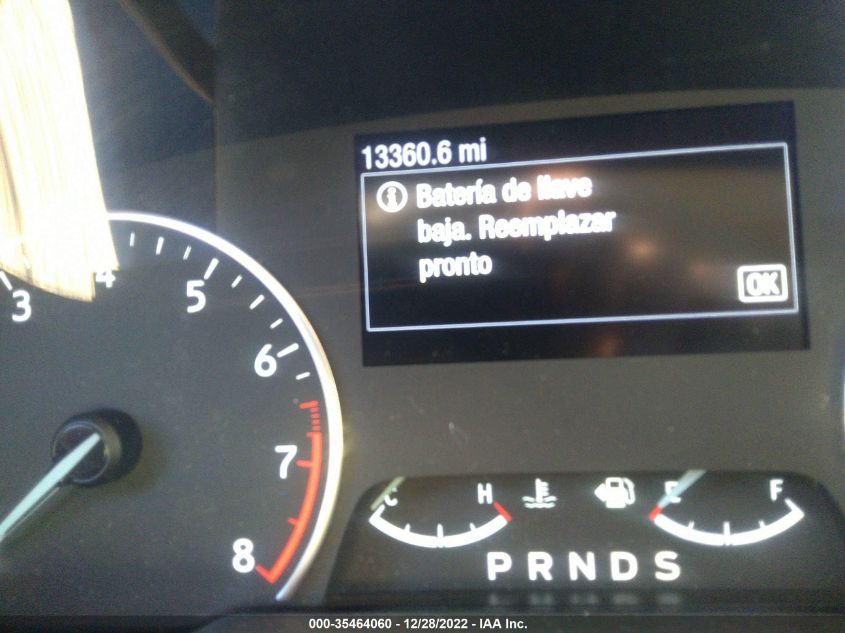 13360.6 mi
Batería de llave
baja. Reemplazar
pronto
OK
3
4
5
6
7
8
C H
E F
P R N D S
000-35464060 - 12/28/2022 - IAA Inc.